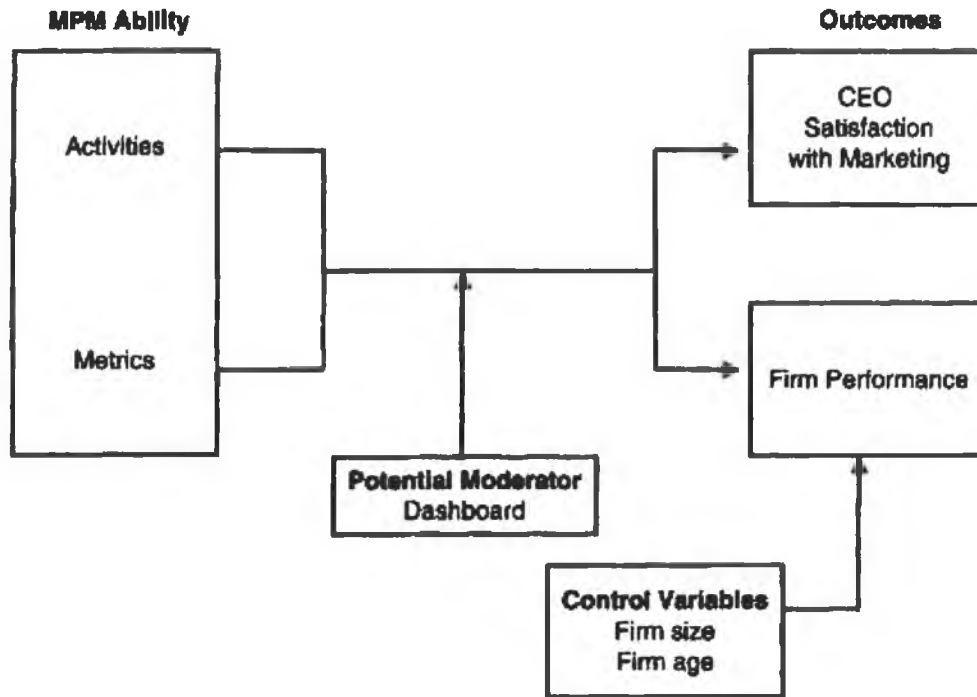 MPM Ability
Activities
Metrics
Outcomes
CEO
Satisfaction
with Marketing
Firm Performance
Potential Moderator
Dashboard
Control Variables
Firm size
Firm age